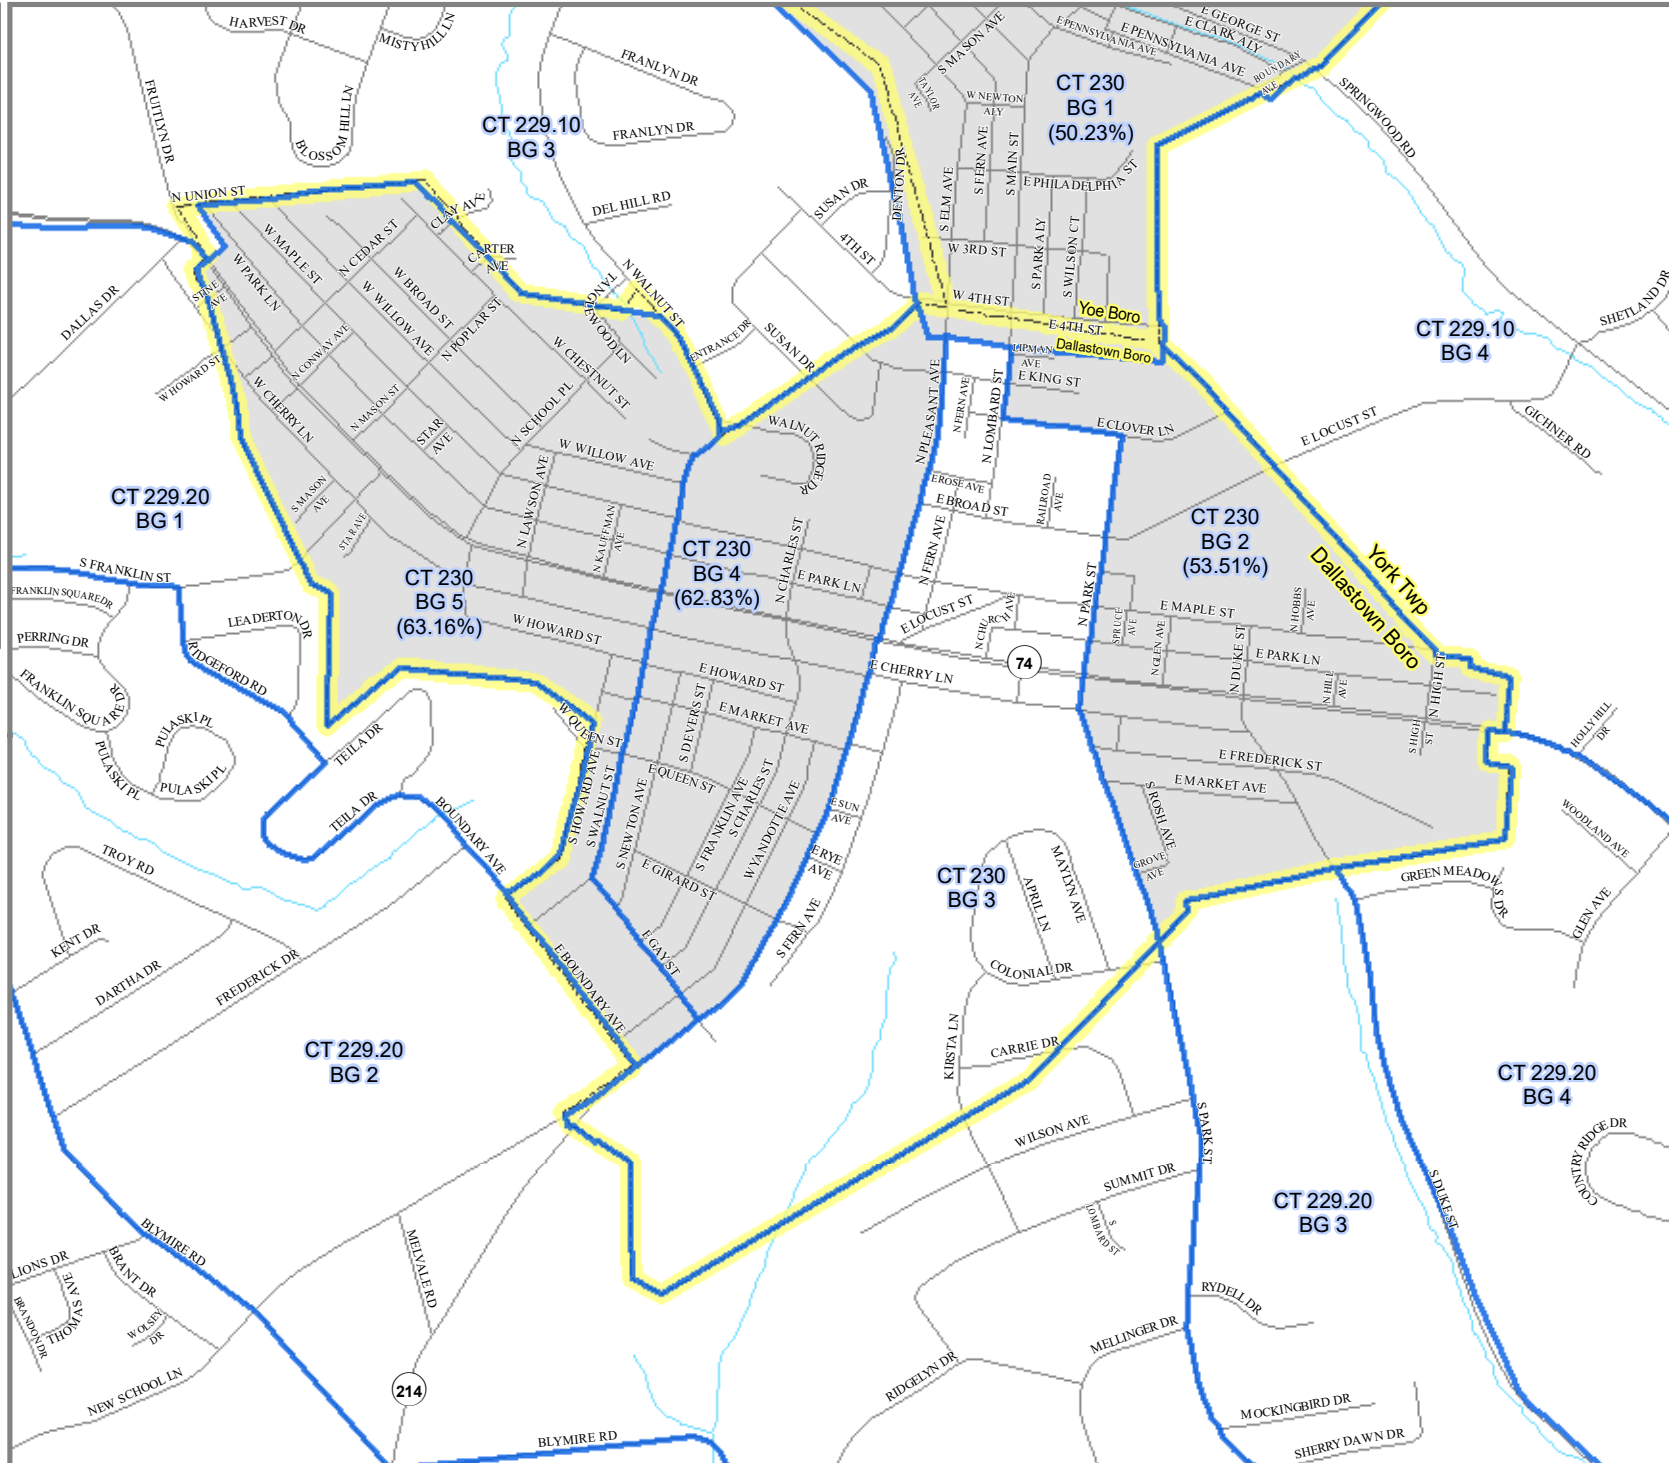 HARVEST DR
MISTY HILL LN
FRANLYN DR
S MASON AVE
E PENNSYLVANIA AVE
E GEORGE ST
E CLARK ALY
E PENNSYLVANIA AVE
BOUNDARY
AVE
SPRINGWOOD RD
FRUITLYN DR
BLOSSOM HILL LN
TAYLOR
AVE
W NEWTON
ALY
CT 230
BG 1
(50.23%)
CT 229.10
BG 3
FRANLYN DR
S FERN AVE
S MAIN ST
DENTON DR
S ELM AVE
E PHILADELPHIA ST
N UNION ST
CLAY AVE
DEL HILL RD
SUSAN DR
4TH ST
W 3RD ST
S PARK ALY
S WILSON CT
W MAPLE ST
N CEDAR ST
CARTER
AVE
W PARK LN
STINE
AVE
W BROAD ST
W WILLOW AVE
N POPLAR ST
TANGLEWOOD LN
N WALNUT ST
W 4TH ST
Yoe Boro
E 4TH ST
Dallastown Boro
DALLAS DR
ENTRANCE DR
SUSAN DR
LIPMAN
AVE
E KING ST
CT 229.10
BG 4
SHETLAND DR
W HOWARD ST
N CONWAY AVE
W CHERRY LN
N MASON ST
STAR
AVE
N SCHOOL PL
W CHESTNUT ST
N PLEASANT AVE
N FERN AVE
N LOMBARD ST
E CLOVER LN
E LOCUST ST
GICHNER RD
WALNUT RIDGE DR
W WILLOW AVE
N LAWSON AVE
N KAUFFMAN
AVE
E ROSE AVE
E BROAD ST
RAILROAD
AVE
CT 229.20
BG 1
S MASON
AVE
STAR AVE
CT 230
BG 2
(53.51%)
York Twp
Dallastown Boro
S FRANKLIN ST
FRANKLIN SQUARE DR
PERRING DR
LEADERTON DR
RIDGEFORD RD
FRANKLIN SQUARE DR
CT 230
BG 5
(63.16%)
CT 230
BG 4
(62.83%)
N CHARLES ST
E PARK LN
N FERN AVE
E LOCUST ST
N CHURCH AVE
N PARK ST
SPRUCE
AVE
E MAPLE ST
N HOBBS
AVE
N GLEN AVE
N DUKE ST
E PARK LN
N HILL
AVE
N HIGH ST
S HIGH
ST
W HOWARD ST
E HOWARD ST
E CHERRY LN
74
E MARKET AVE
S DEVERS ST
W QUEEN ST
E QUEEN ST
PULASKI PL
PULASKI PL
PULASKI PL
TEILA DR
TEILA DR
BOUNDARY AVE
S HOWARD AVE
S WALNUT ST
S NEWTON AVE
S FRANKLIN AVE
S CHARLES ST
WYANDOTTE AVE
E SUN
AVE
E RYE
AVE
E FREDERICK ST
E MARKET AVE
S ROSH AVE
GROVE
AVE
HOLLY HILL
DR
WOODLAND AVE
GREEN MEADOWS DR
GLEN AVE
E GIRARD ST
E GAY ST
S FERN AVE
E BOUNDARY AVE
TROY RD
KENT DR
DARTHA DR
FREDERICK DR
CT 230
BG 3
APRIL LN
MAYLYN AVE
COLONIAL DR
KIRSTA LN
CARRIE DR
CT 229.20
BG 2
CT 229.20
BG 4
WILSON AVE
S PARK ST
SUMMIT DR
S
LOMBARD ST
COUNTRY RIDGE DR
CT 229.20
BG 3
S DUKE ST
BLYMIRE RD
LIONS DR
BRANT DR
THOMAS AVE
BRANDON DR
WOLSEY
DR
MELVALE RD
RYDELL DR
MELLINGER DR
RIDGELYN DR
NEW SCHOOL LN
214
BLYMIRE RD
MOCKINGBIRD DR
SHERRY DAWN DR